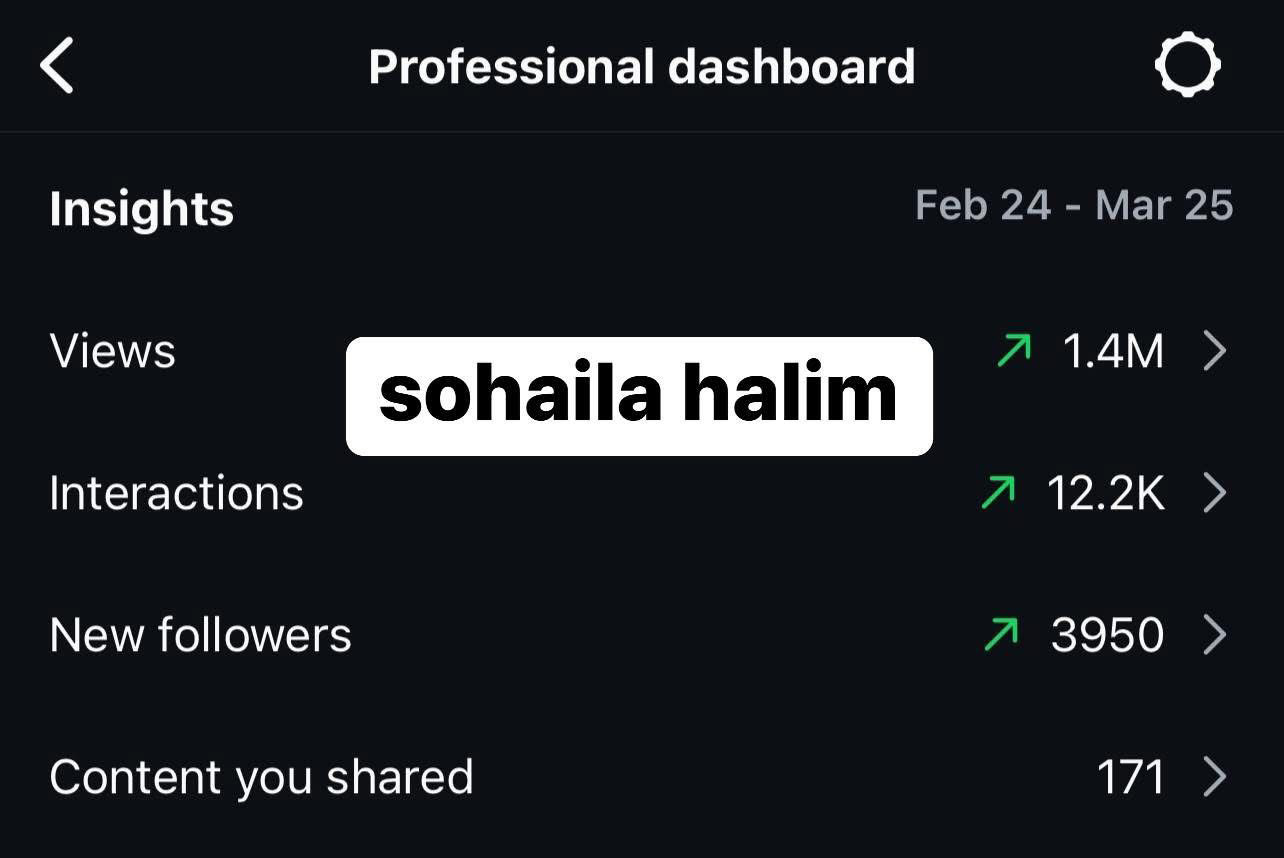 Professional dashboard
Insights Feb 24 - Mar 25
Views 1.4M
sohaila halim
Interactions 12.2K
New followers 3950
Content you shared 171